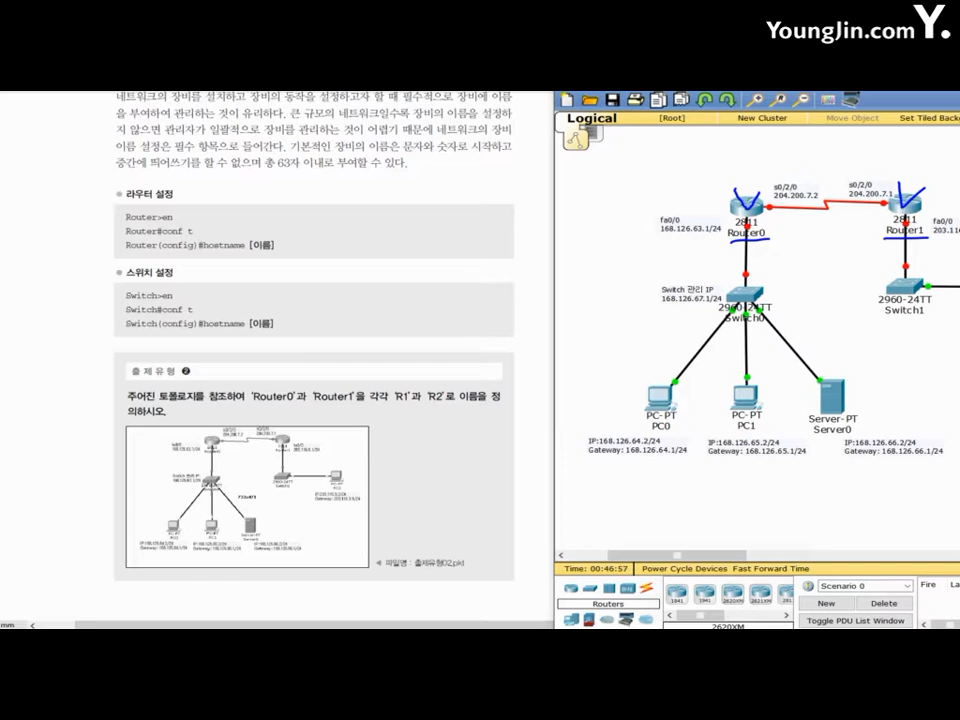 YoungJin.com Y.
네트워크의 장비를 설치하고 장비의 동작을 설정하고자 할 때 필수적으로 장비에 이름
을 부여하여 관리하는 것이 유리하다. 큰 규모의 네트워크일수록 장비의 이름을 설정하
지 않으면 관리자가 일괄적으로 장비를 관리하는 것이 어렵기 때문에 네트워크의 장비
이름 설정은 필수 항목으로 들어간다. 기본적인 장비의 이름은 문자와 숫자로 시작하고
중간에 띄어쓰기를 할 수 없으며 총 63자 이내로 부여할 수 있다.
라우터 설정
Router>en
Router#conf t
Router(config)#hostname [이름]
스위치 설정
Switch>en
Switch#conf t
Switch(config)#hostname [이름]
출제유형 2
주어진 토폴로지를 참조하여 'Router0'과 'Router1'을 각각 'R1'과 'R2'로 이름을 정
의하시오.
◀ 파일명 : 출제유형02.pkt
mm
Logical
[Root]
New Cluster
Move Object
Set Tiled Back
s0/2/0
204.200.7.2
s0/2/0
204.200.7.1
fa0/0
168.126.63.1/24
2811
Router0
2811
Router1
fa0/0
203.11
Switch 관리 IP
168.126.67.1/24
2960-24TT
Switch0
2960-24TT
Switch1
PC-PT
PC0
PC-PT
PC1
Server-PT
Server0
IP:168.126.64.2/24
Gateway: 168.126.64.1/24
IP:168.126.65.2/24
Gateway: 168.126.65.1/24
IP:168.126.66.2/24
Gateway: 168.126.66.1/24
Time: 00:46:57
Power Cycle Devices Fast Forward Time
Routers
1841
1941
2620XM
2621XM
281
2620XM
Scenario 0
New
Delete
Toggle PDU List Window
Fire
La